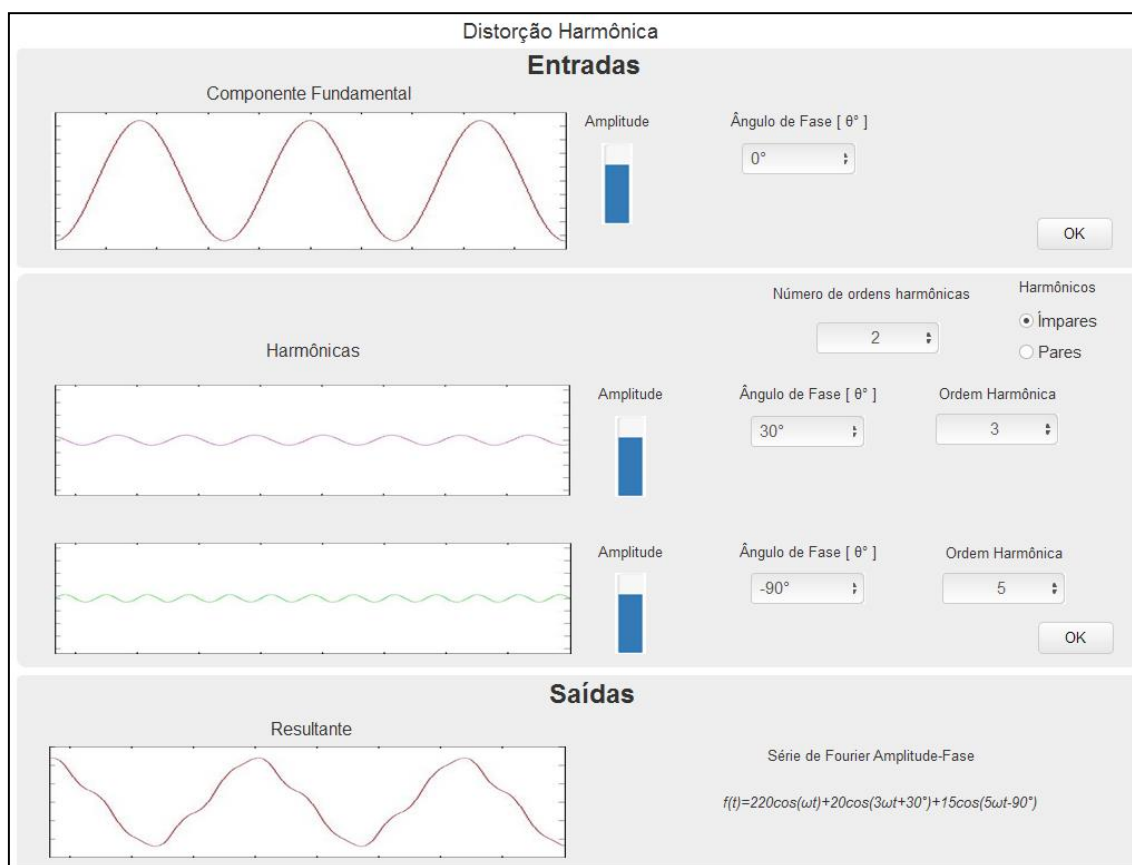 Distorção Harmônica
Entradas
Componente Fundamental
Amplitude
Ângulo de Fase [ θ° ]
0°
OK
Número de ordens harmônicas
Harmônicos
2
Ímpares
Pares
Harmônicas
Amplitude
Ângulo de Fase [ θ° ]
Ordem Harmônica
30°
3
Amplitude
Ângulo de Fase [ θ° ]
Ordem Harmônica
-90°
5
OK
Saídas
Resultante
Série de Fourier Amplitude-Fase
f(t)=220cos(ωt)+20cos(3ωt+30°)+15cos(5ωt-90°)